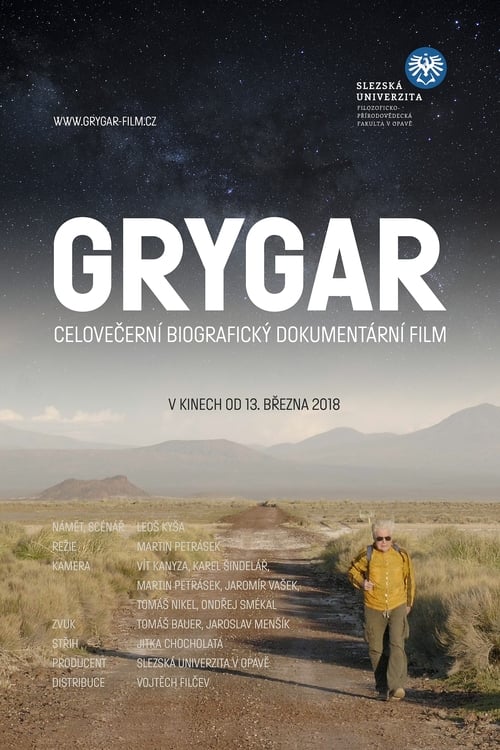 SLEZSKÁ
UNIVERZITA
FILOZOFICKO-
PŘÍRODOVĚDECKÁ
FAKULTA V OPAVĚ
WWW.GRYGAR-FILM.CZ
GRYGAR
CELOVEČERNÍ BIOGRAFICKÝ DOKUMENTÁRNÍ FILM
V KINECH OD 13. BŘEZNA 2018
NÁMĚT, SCÉNÁŘ LEOŠ KYŠA
REŽIE MARTIN PETRÁSEK
KAMERA VÍT KANYZA, KAREL ŠINDELÁŘ,
MARTIN PETRÁSEK, JAROMÍR VAŠEK,
TOMÁŠ NIKEL, ONDŘEJ SMÉKAL
ZVUK TOMÁŠ BAUER, JAROSLAV MENŠÍK
STŘIH JITKA CHOCHOLATÁ
PRODUCENT SLEZSKÁ UNIVERZITA V OPAVĚ
DISTRIBUCE VOJTĚCH FILČEV